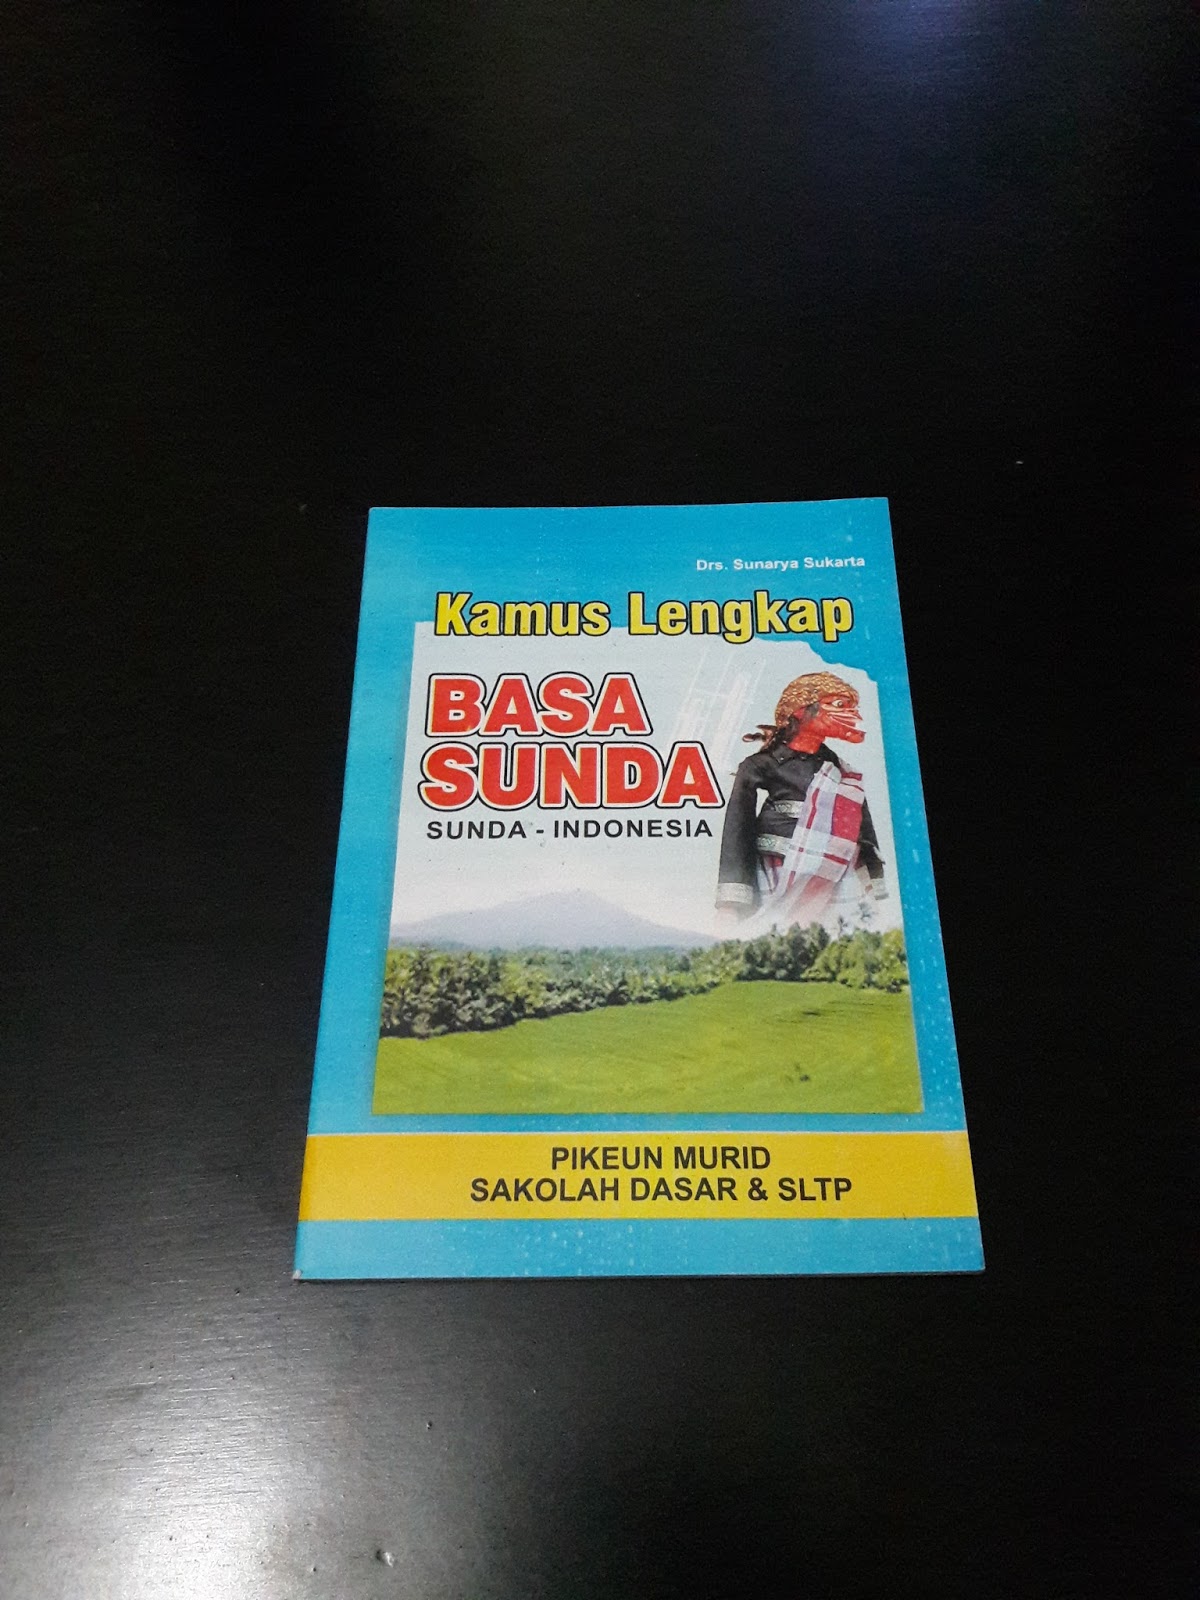 Drs. Sunarya Sukarta
Kamus Lengkap
BASA
SUNDA
SUNDA - INDONESIA
PIKEUN MURID
SAKOLAH DASAR & SLTP